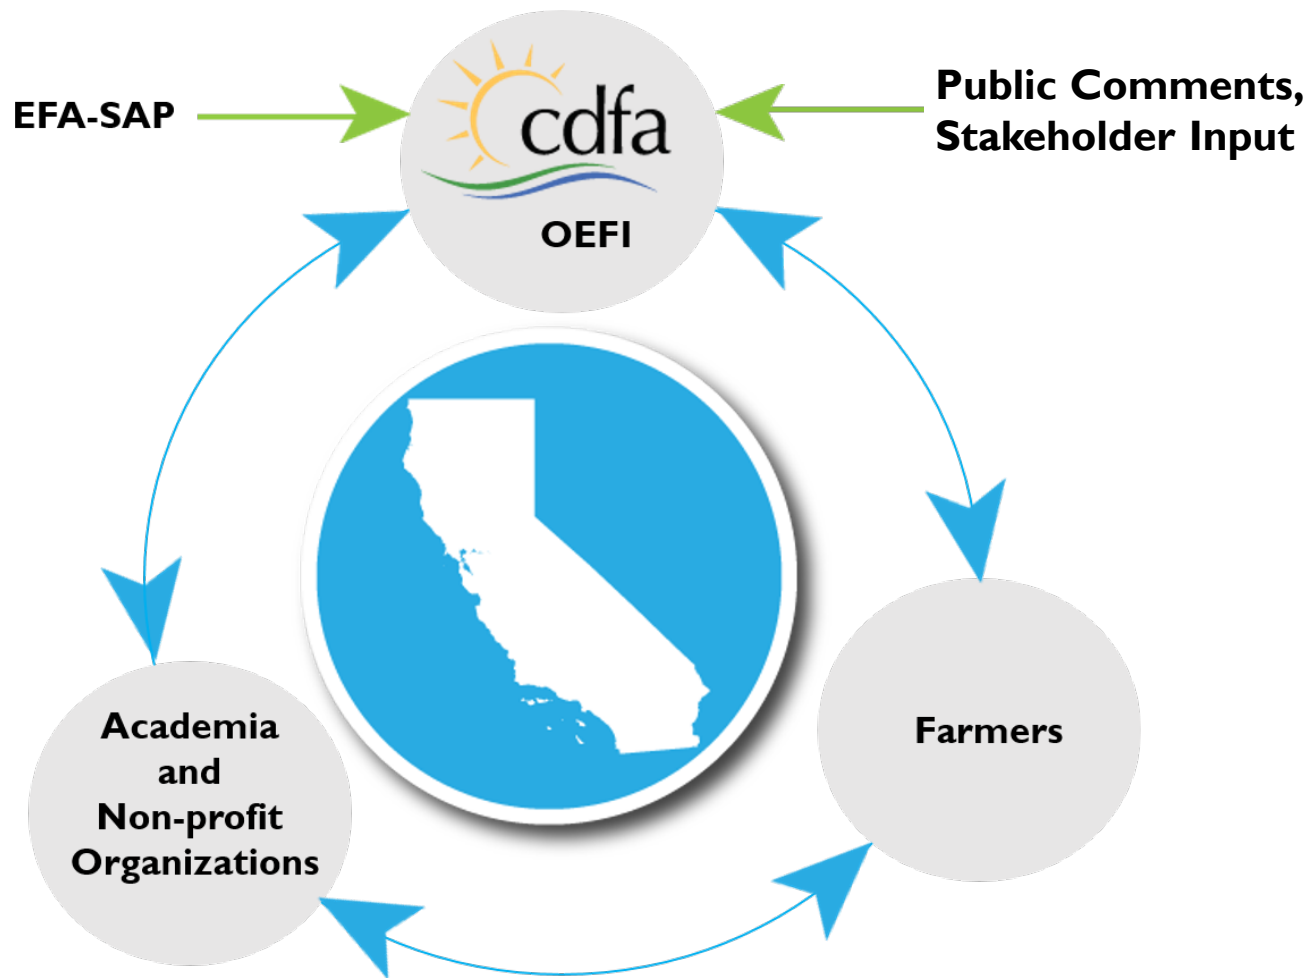 EFA-SAP
cdfa
OEFI
Public Comments,
Stakeholder Input
Academia
and
Non-profit
Organizations
Farmers